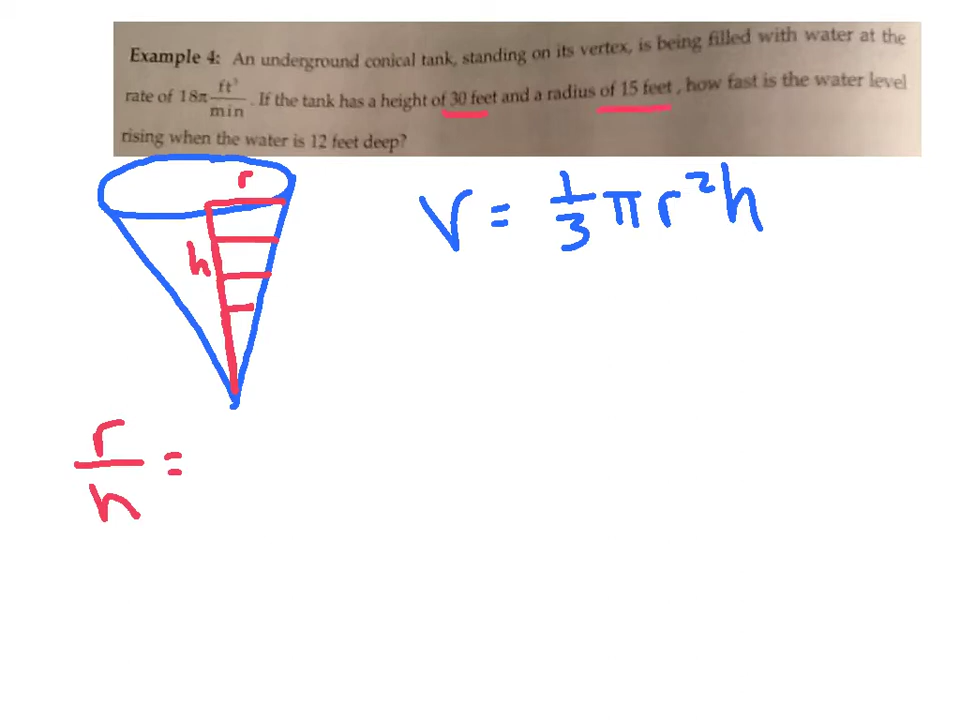 Example 4: An underground conical tank, standing on its vertex, is being filled with water at the
rate of 18π ft³/min. If the tank has a height of 30 feet and a radius of 15 feet, how fast is the water level
rising when the water is 12 feet deep?
r
V = 1/3 π r² h
h
r/h =